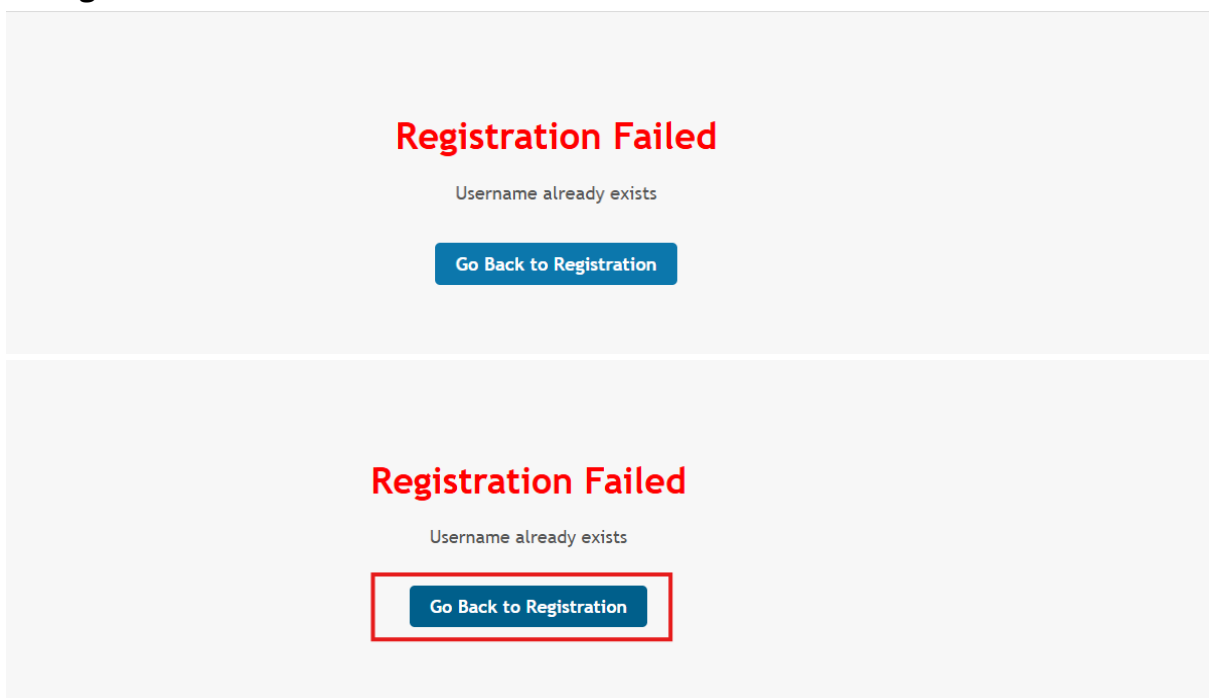 Registration Failed
Username already exists
Go Back to Registration
Registration Failed
Username already exists
Go Back to Registration